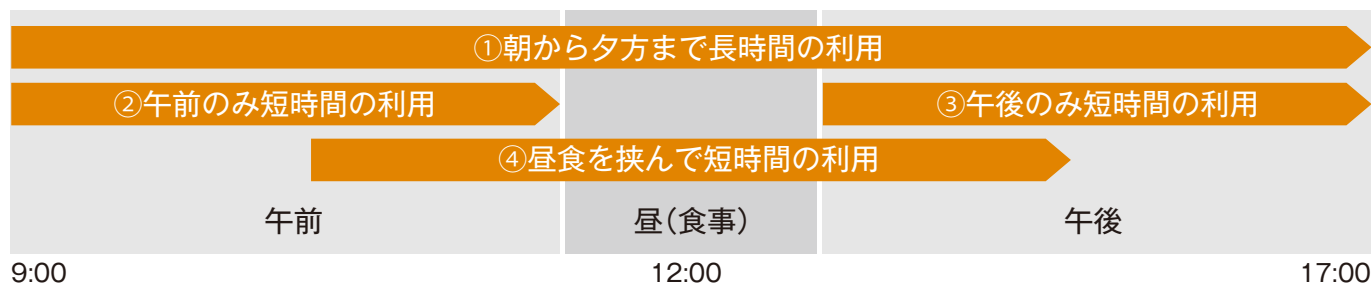 ①朝から夕方まで長時間の利用
②午前のみ短時間の利用
③午後のみ短時間の利用
④昼食を挟んで短時間の利用
午前
昼（食事）
午後
9:00
12:00
17:00